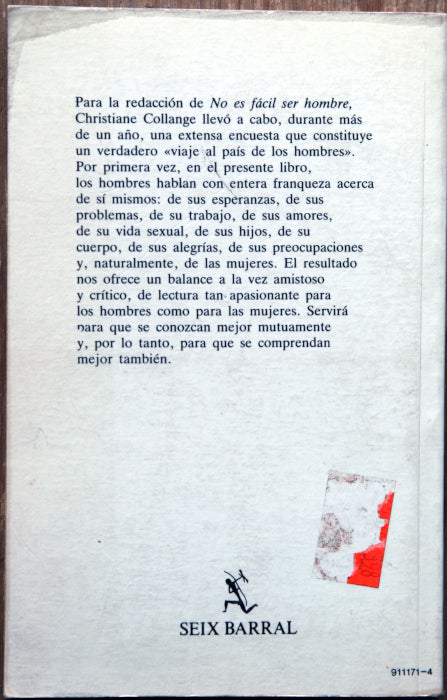 Para la redacción de No es fácil ser hombre,
Christiane Collange llevó a cabo, durante más
de un año, una extensa encuesta que constituye
un verdadero «viaje al país de los hombres».
Por primera vez, en el presente libro,
los hombres hablan con entera franqueza acerca
de sí mismos: de sus esperanzas, de sus
problemas, de su trabajo, de sus amores,
de su vida sexual, de sus hijos, de su
cuerpo, de sus alegrías, de sus preocupaciones
y, naturalmente, de las mujeres. El resultado
nos ofrece un balance a la vez amistoso
y crítico, de lectura tan apasionante para
los hombres como para las mujeres. Servirá
para que se conozcan mejor mutuamente
y, por lo tanto, para que se comprendan
mejor también.
SEIX BARRAL
911171-4